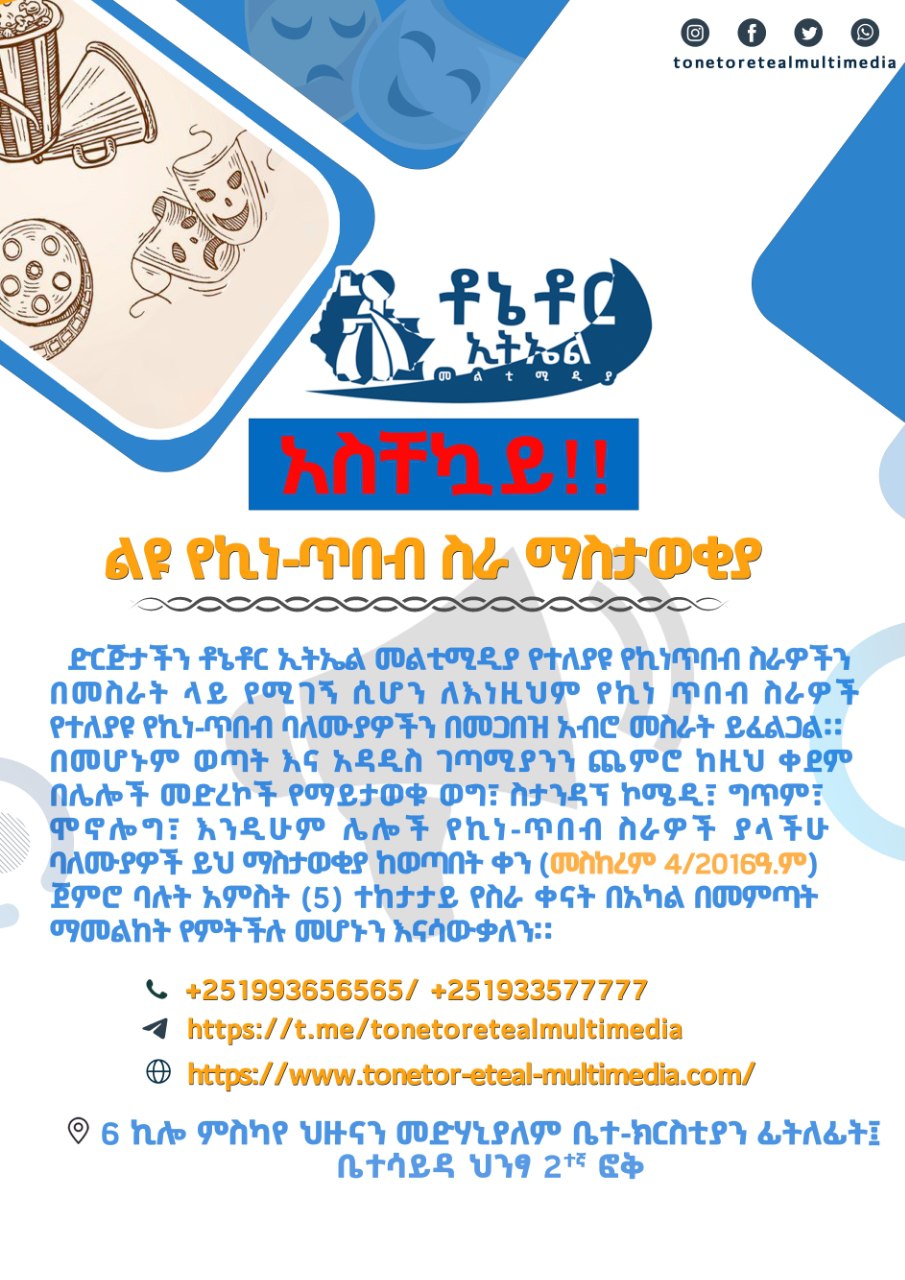 tonetoretealmultimedia
ቶኔቶር
ኢትኤል
መልቲሚዲያ
አስቸኳይ!!
ልዩ የኪነ-ጥበብ ስራ ማስታወቂያ
ድርጅታችን ቶኔቶር ኢትኤል መልቲሚዲያ የተለያዩ የኪነጥበብ ስራዎችን
በመስራት ላይ የሚገኝ ሲሆን ለእነዚህም የኪነ ጥበብ ስራዎች
የተለያዩ የኪነ-ጥበብ ባለሙያዎችን በመጋበዝ አብሮ መስራት ይፈልጋል፡፡
በመሆኑም ወጣት እና አዳዲስ ገጣሚያንን ጨምሮ ከዚህ ቀደም
በሌሎች መድረኮች የማይታወቁ ወግ፣ ስታንዳፕ ኮሜዲ፣ ግጥም፣
ሞኖሎግ፣ እንዲሁም ሌሎች የኪነ-ጥበብ ስራዎች ያላችሁ
ባለሙያዎች ይህ ማስታወቂያ ከወጣበት ቀን (መስከረም 4/2016ዓ.ም)
ጀምሮ ባሉት አምስት (5) ተከታታይ የስራ ቀናት በአካል በመምጣት
ማመልከት የምትችሉ መሆኑን እናሳውቃለን፡፡
+251993656565/ +251933577777
https://t.me/tonetoretealmultimedia
https://www.tonetor-eteal-multimedia.com/
6 ኪሎ ምስካየ ህዙናን መድሃኒያለም ቤተ-ክርስቲያን ፊትለፊት፤
ቤተሳይዳ ህንፃ 2ተኛ ፎቅ